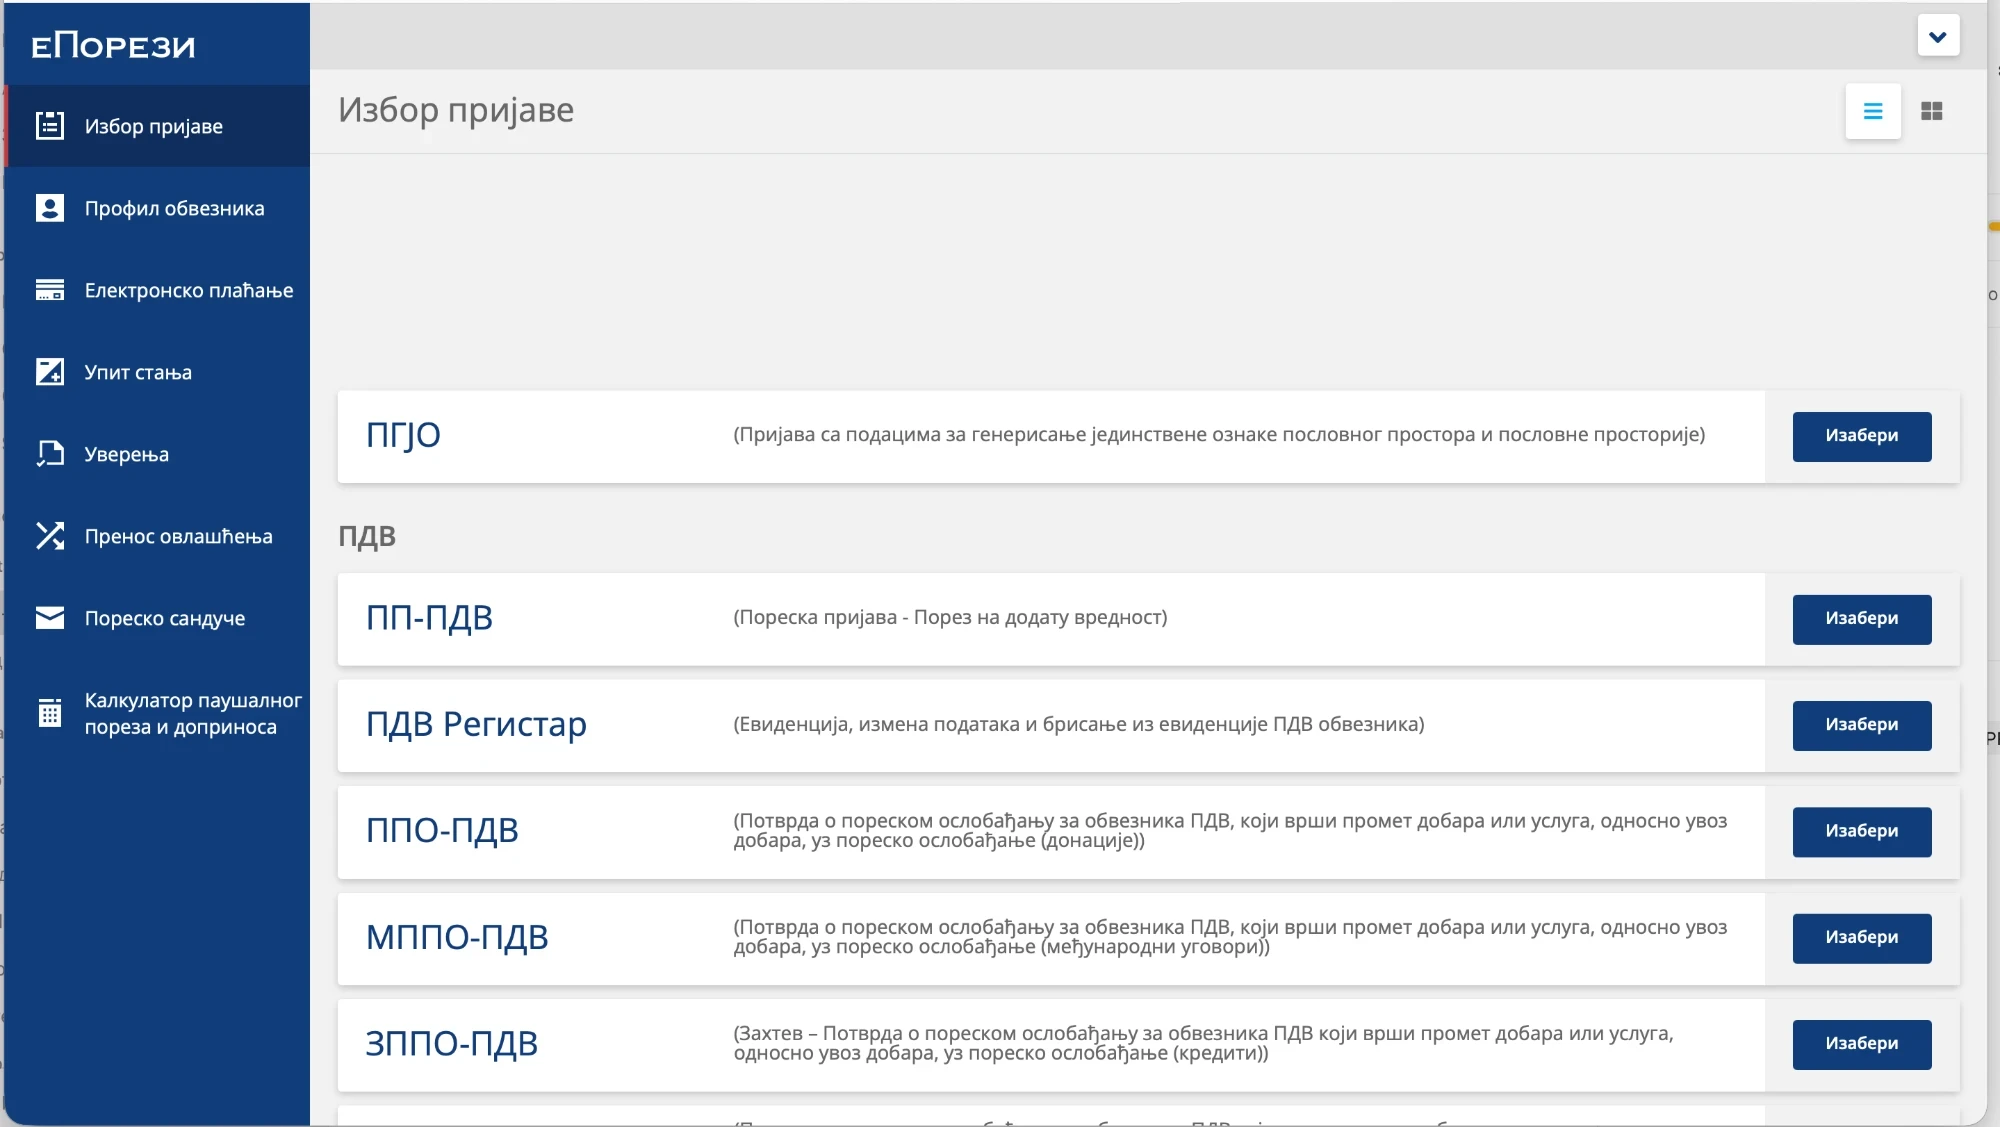 еПорези
Избор пријаве
Профил обвезника
Електронско плаћање
Упит стања
Уверења
Пренос овлашћења
Пореско сандуче
Калкулатор паушалног
пореза и доприноса
Избор пријаве
ПГЈО
(Пријава са подацима за генерисање јединствене ознаке пословног простора и пословне просторије)
Изабери
ПДВ
ПП-ПДВ
(Пореска пријава - Порез на додату вредност)
Изабери
ПДВ Регистар
(Евиденција, измена података и брисање из евиденције ПДВ обвезника)
Изабери
ППО-ПДВ
(Потврда о пореском ослобађању за обвезника ПДВ, који врши промет добара или услуга, односно увоз
добара, уз пореско ослобађање (донације))
Изабери
МППО-ПДВ
(Потврда о пореском ослобађању за обвезника ПДВ, који врши промет добара или услуга, односно увоз
добара, уз пореско ослобађање (међународни уговори))
Изабери
ЗППО-ПДВ
(Захтев – Потврда о пореском ослобађању за обвезника ПДВ који врши промет добара или услуга,
односно увоз добара, уз пореско ослобађање (кредити))
Изабери